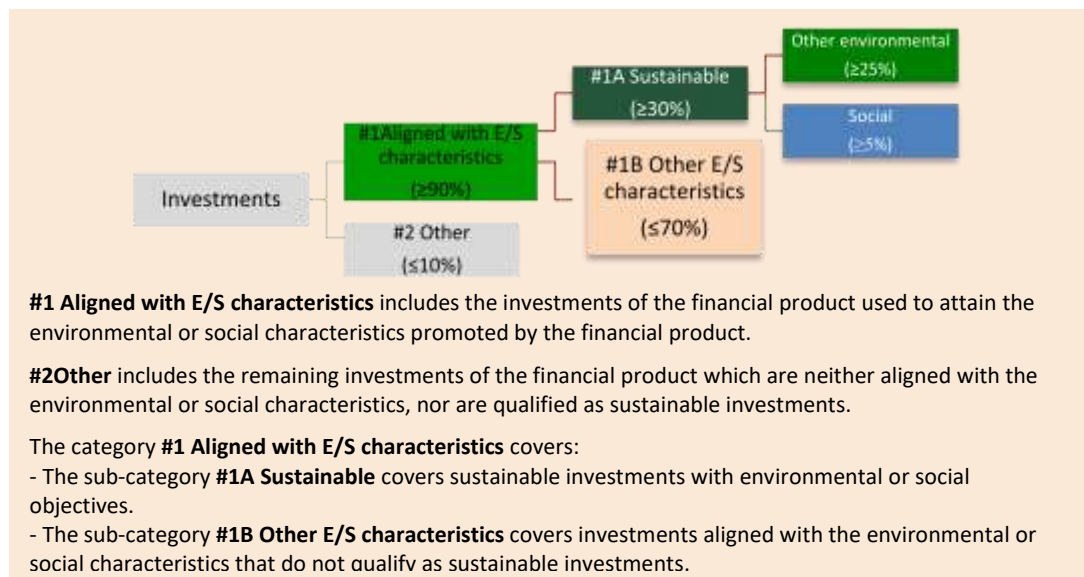 Other environmental
(≥25%)
#1A Sustainable
(≥30%)
Social
(≥5%)
#1Aligned with E/S
characteristics
(≥90%)
#1B Other E/S
characteristics
(≤70%)
Investments
#2 Other
(≤10%)
#1 Aligned with E/S characteristics includes the investments of the financial product used to attain the
environmental or social characteristics promoted by the financial product.
#2Other includes the remaining investments of the financial product which are neither aligned with the
environmental or social characteristics, nor are qualified as sustainable investments.
The category #1 Aligned with E/S characteristics covers:
- The sub-category #1A Sustainable covers sustainable investments with environmental or social
objectives.
- The sub-category #1B Other E/S characteristics covers investments aligned with the environmental or
social characteristics that do not qualify as sustainable investments.